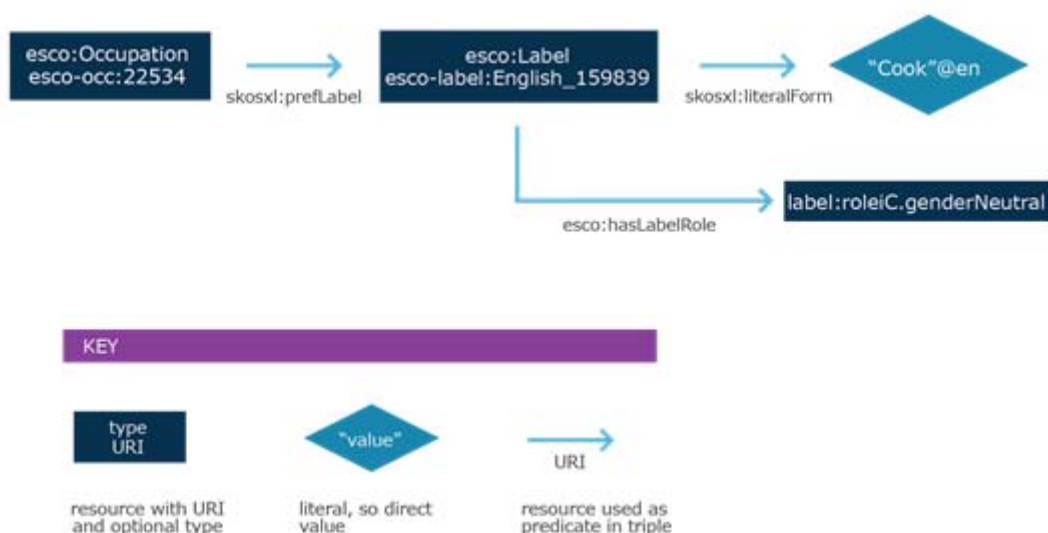 esco:Occupation
esco-occ:22534
skosxl:prefLabel
esco:Label
esco-label:English_159839
skosxl:literalForm
"Cook"@en
esco:hasLabelRole
label:roleiC.genderNeutral
KEY
type
URI
"value"
URI
resource with URI
and optional type
literal, so direct
value
resource used as
predicate in triple